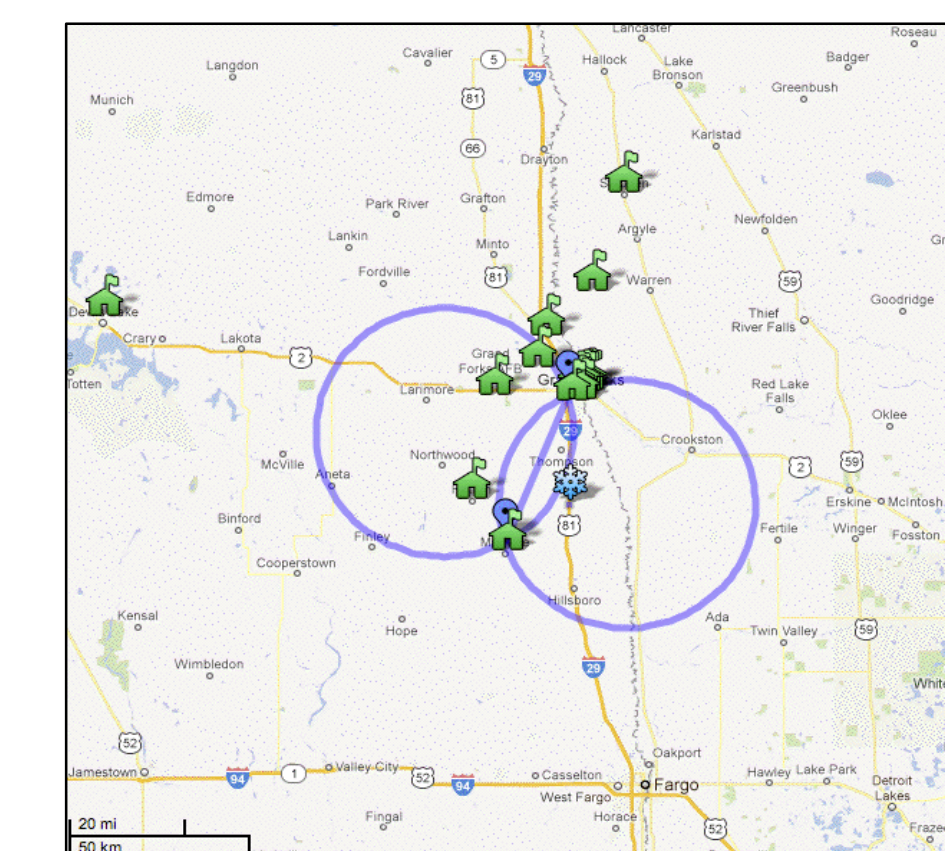 Lancaster
Roseau
Cavalier
5
Hallock
Lake
Bronson
Badger
Langdon
29
Greenbush
Munich
81
Karlstad
66
Drayton
Edmore
Park River
Grafton
Newfolden
Lankin
Minto
Argyle
Fordville
81
Warren
59
Goodridge
Thief
River Falls
Crary
Lakota
2
Grand
Totten
Larimore
Red Lake
Falls
Oklee
29
Crookston
Northwood
Thompson
McVille
Aneta
2
59
Erskine
McIntosh
Binford
Finley
81
Fertile
Winger
Fosston
Cooperstown
Hillsboro
Kensal
Hope
Ada
Twin Valley
59
Wimbledon
29
White
52
Oakport
Jamestown
94
1
Valley City
52
94
Casselton
Fargo
Hawley
Lake Park
Detroit
Lakes
West Fargo
Fingal
Horace
52
Fraze
20 mi
50 km